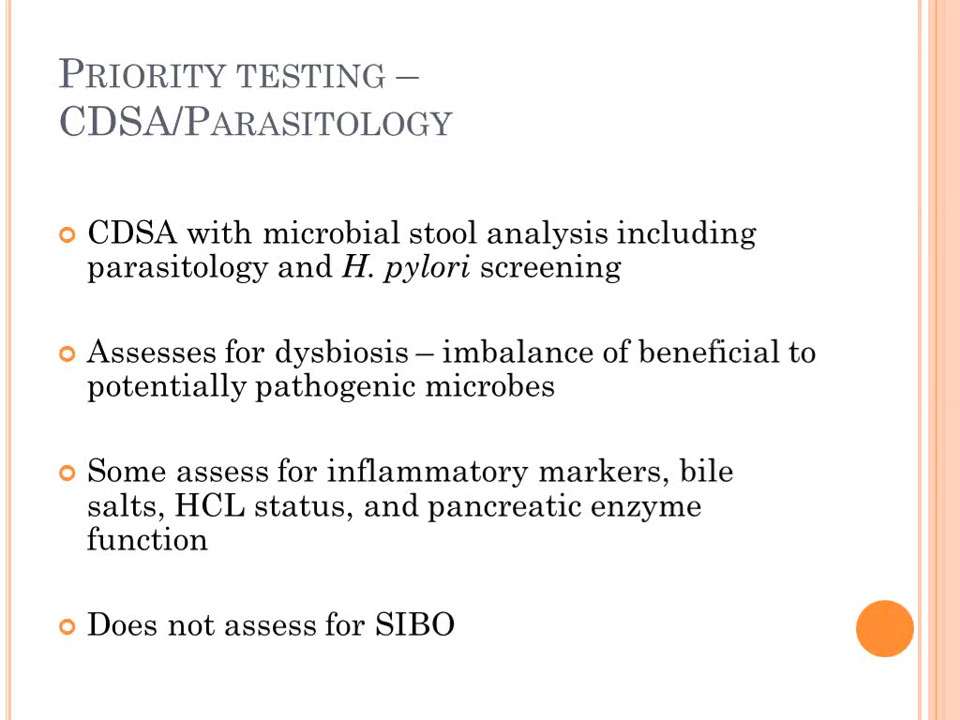 PRIORITY TESTING –
CDSA/PARASITOLOGY
CDSA with microbial stool analysis including
parasitology and H. pylori screening
Assesses for dysbiosis – imbalance of beneficial to
potentially pathogenic microbes
Some assess for inflammatory markers, bile
salts, HCL status, and pancreatic enzyme
function
Does not assess for SIBO